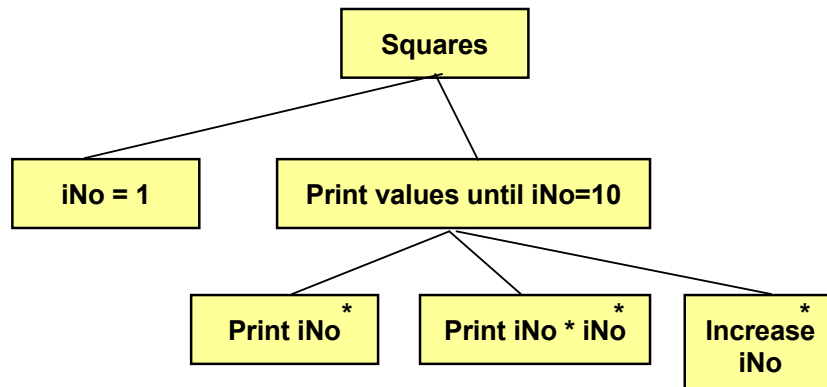 Squares
iNo = 1
Print values until iNo=10
Print iNo *
Print iNo * iNo *
*
Increase
iNo